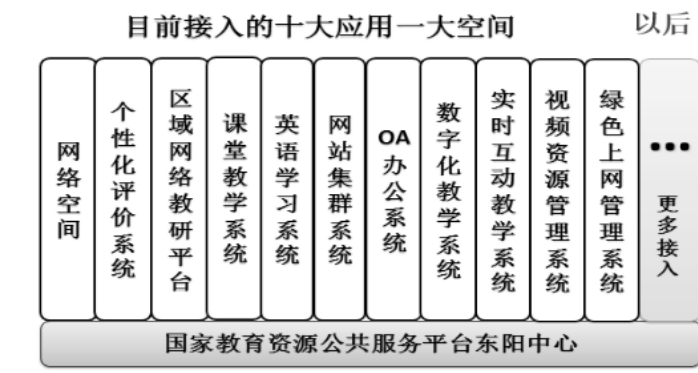 目前接入的十大应用一大空间
以后
网络空间
个性化评价系统
区域网络教研平台
课堂教学系统
英语学习系统
网站集群系统
OA办公系统
数字化教学系统
实时互动教学系统
视频资源管理系统
绿色上网管理系统
•••
更多接入
国家教育资源公共服务平台东阳中心